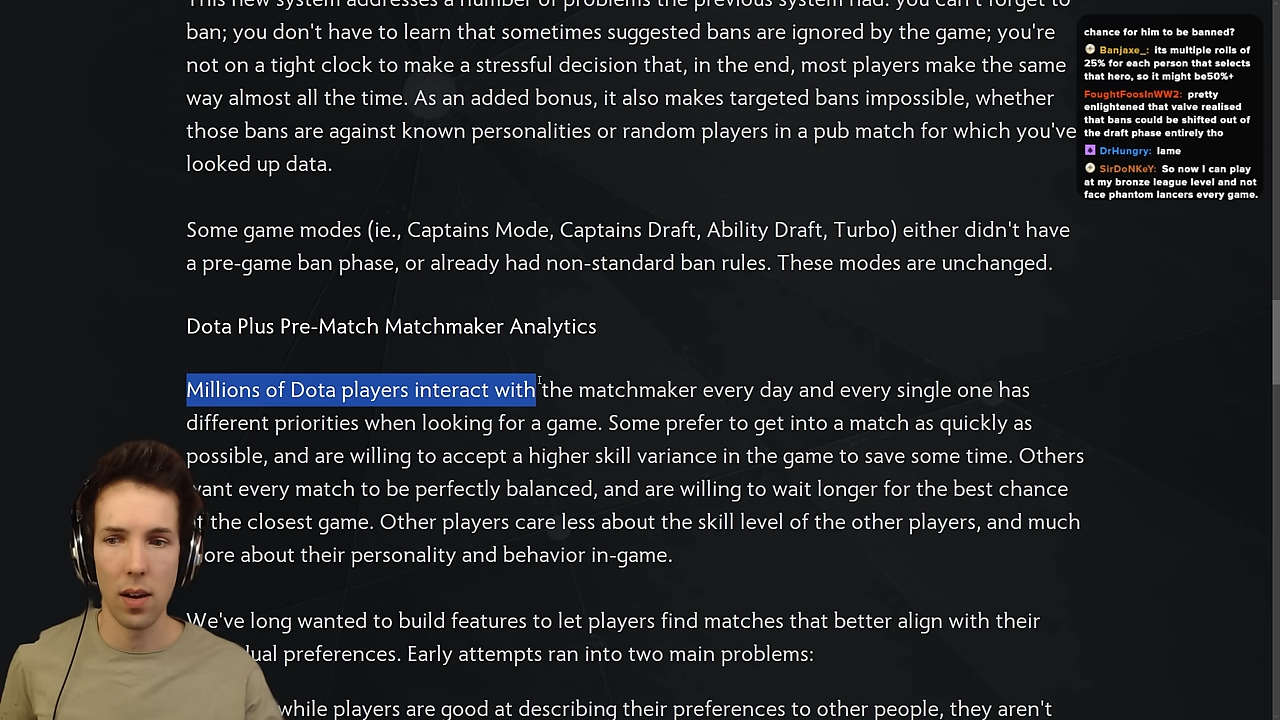 This new system addresses a number of problems the previous system had: you can't forget to
ban; you don't have to learn that sometimes suggested bans are ignored by the game; you're
not on a tight clock to make a stressful decision that, in the end, most players make the same
way almost all the time. As an added bonus, it also makes targeted bans impossible, whether
those bans are against known personalities or random players in a pub match for which you've
looked up data.
Some game modes (ie., Captains Mode, Captains Draft, Ability Draft, Turbo) either didn't have
a pre-game ban phase, or already had non-standard ban rules. These modes are unchanged.
Dota Plus Pre-Match Matchmaker Analytics
Millions of Dota players interact with the matchmaker every day and every single one has
different priorities when looking for a game. Some prefer to get into a match as quickly as
possible, and are willing to accept a higher skill variance in the game to save some time. Others
want every match to be perfectly balanced, and are willing to wait longer for the best chance
the closest game. Other players care less about the skill level of the other players, and much
ore about their personality and behavior in-game.
We've long wanted to build features to let players find matches that better align with their
dual preferences. Early attempts ran into two main problems:
while players are good at describing their preferences to other people, they aren't
chance for him to be banned?
Banjaxe_: its multiple rolls of
25% for each person that selects
that hero, so it might be50%+
FoughtFoosInWW2: pretty
enlightened that valve realised
that bans could be shifted out of
the draft phase entirely tho
DrHungry: lame
SirDoNKeY: So now I can play
at my bronze league level and not
face phantom lancers every game.